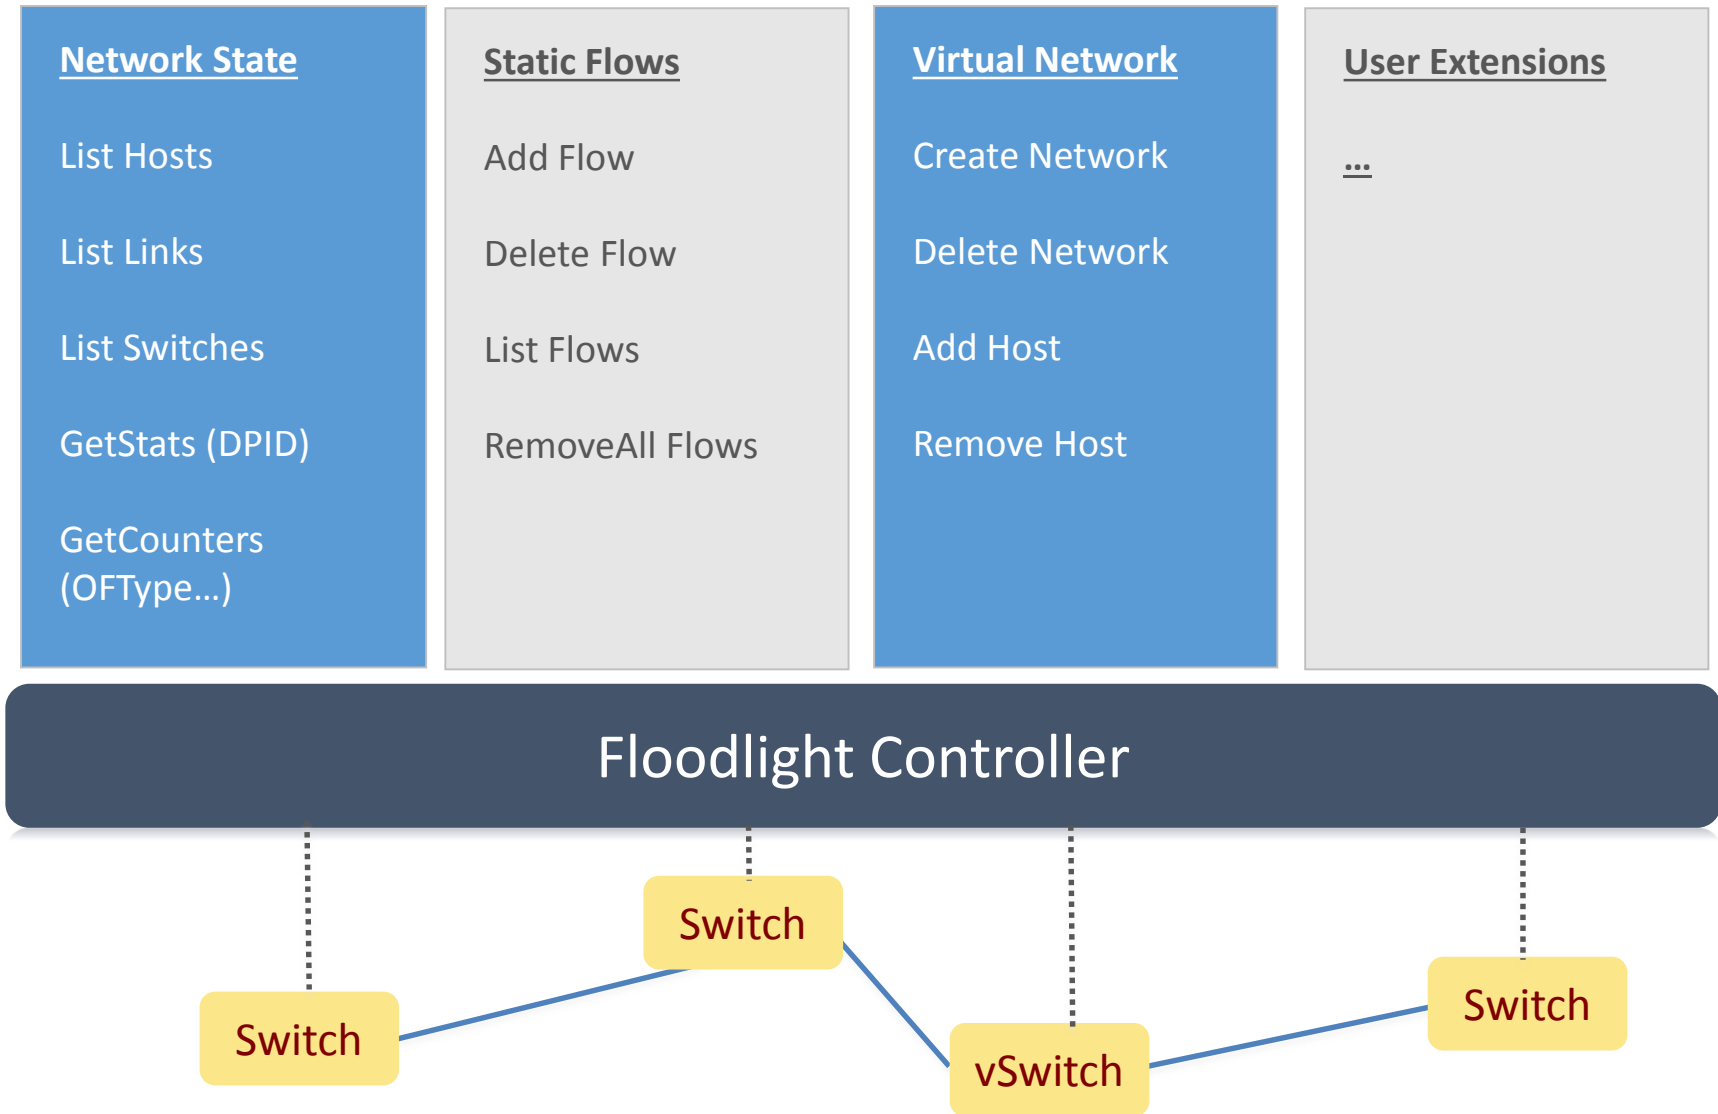 Network State
List Hosts
List Links
List Switches
GetStats (DPID)
GetCounters
(OFType...)
Static Flows
Add Flow
Delete Flow
List Flows
RemoveAll Flows
Virtual Network
Create Network
Delete Network
Add Host
Remove Host
User Extensions
...
Floodlight Controller
Switch
Switch
vSwitch
Switch